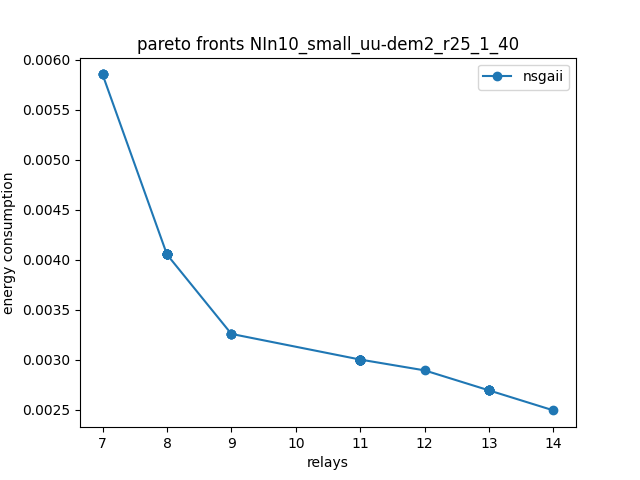 pareto fronts NIn10_small_uu-dem2_r25_1_40
nsgaii
energy consumption
0.0060
0.0055
0.0050
0.0045
0.0040
0.0035
0.0030
0.0025
7 8 9 10 11 12 13 14
relays